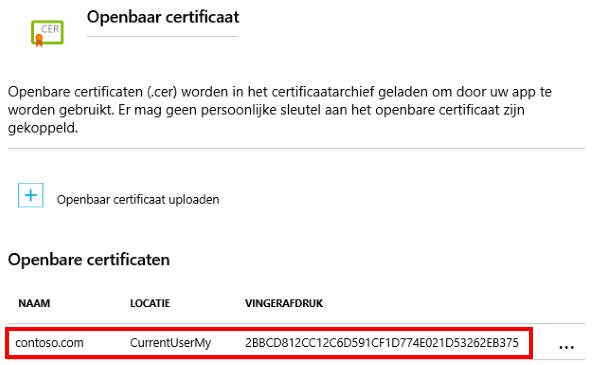 CER
Openbaar certificaat
Openbare certificaten (.cer) worden in het certificaatarchief geladen om door uw app te
worden gebruikt. Er mag geen persoonlijke sleutel aan het openbare certificaat zijn
gekoppeld.
Openbaar certificaat uploaden
Openbare certificaten
NAAM LOCATIE VINGERAFDRUK
contoso.com CurrentUserMy 2BBCD812CC12C6D591CF1D774E021D53262EB375 ...